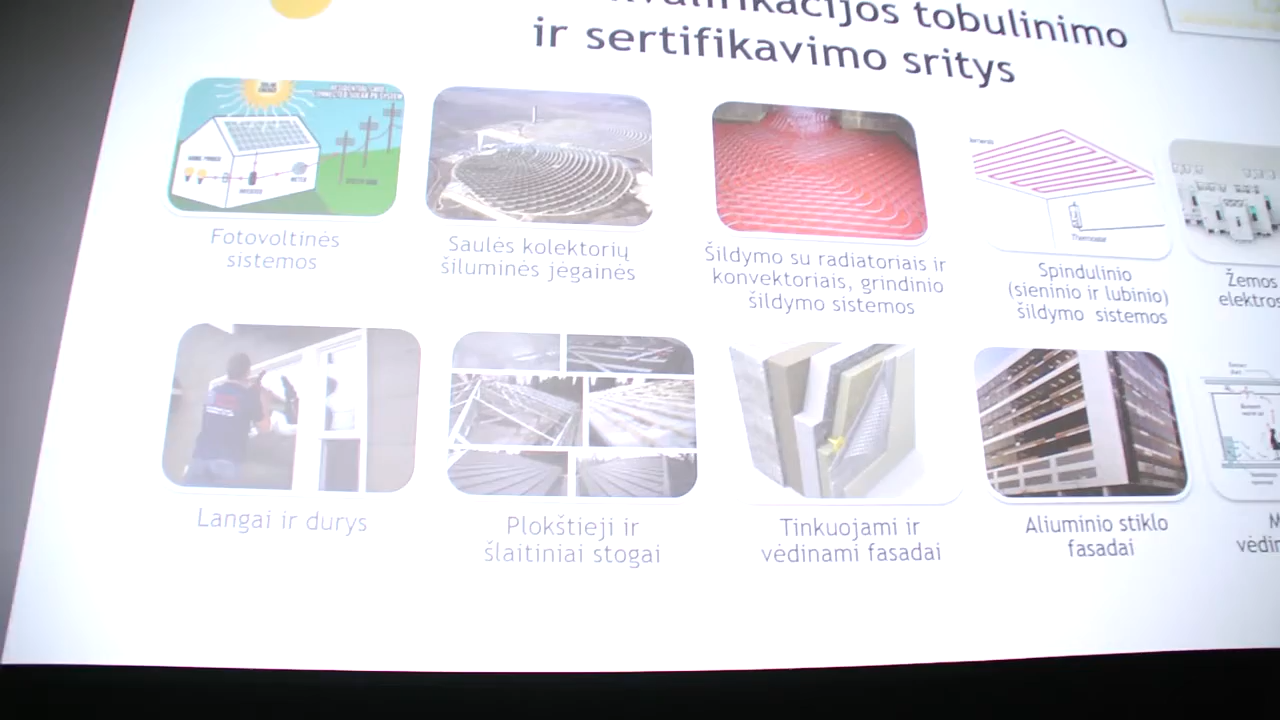 tobulinimo
ir sertifikavimo sritys
Fotovoltinės
sistemos
Saulės kolektorių
šiluminės jėgainės
Šildymo su radiatoriais ir
konvektoriais, grindinio
šildymo sistemos
Thermostat
Spindulinio
(sieninio ir lubinio)
šildymo sistemos
Žemos
Langai ir durys
Plokštieji ir
šlaitiniai stogai
Tinkuojami ir
vėdinami fasadai
Aliuminio stiklo
fasadai